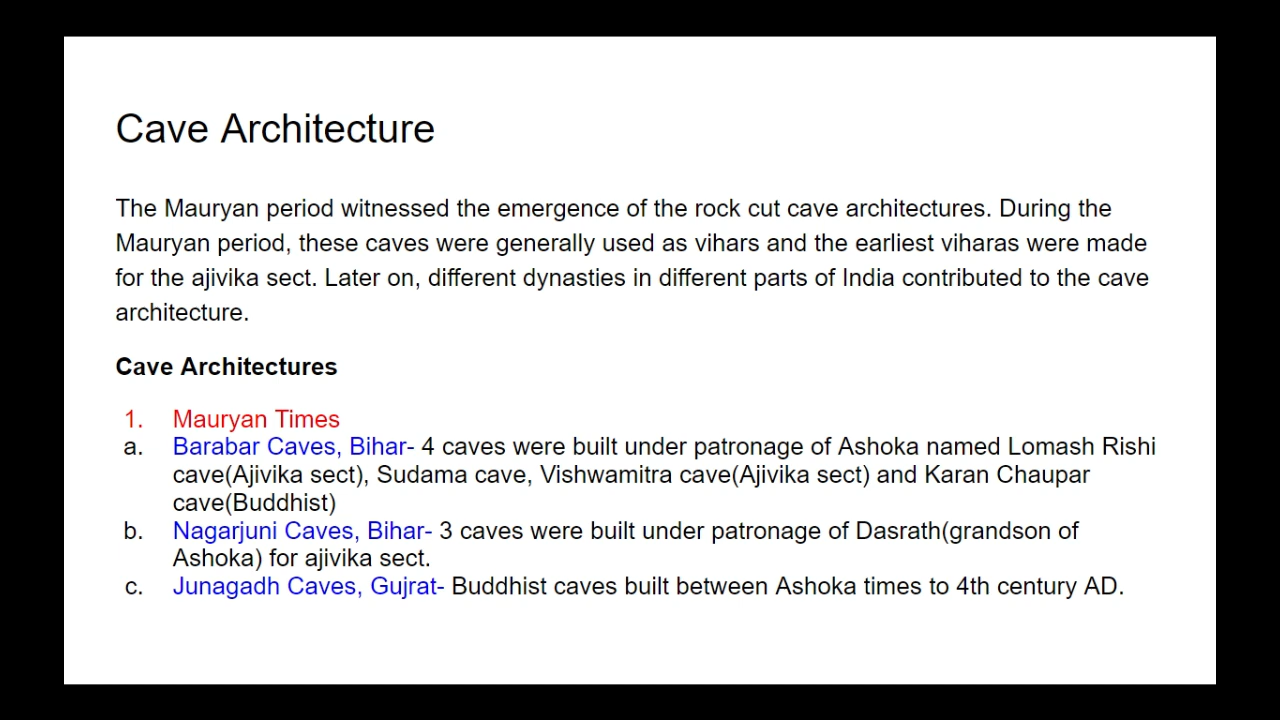 Cave Architecture
The Mauryan period witnessed the emergence of the rock cut cave architectures. During the
Mauryan period, these caves were generally used as vihars and the earliest viharas were made
for the ajivika sect. Later on, different dynasties in different parts of India contributed to the cave
architecture.
Cave Architectures
1. Mauryan Times
a. Barabar Caves, Bihar- 4 caves were built under patronage of Ashoka named Lomash Rishi
cave(Ajivika sect), Sudama cave, Vishwamitra cave(Ajivika sect) and Karan Chaupar
cave(Buddhist)
b. Nagarjuni Caves, Bihar- 3 caves were built under patronage of Dasrath(grandson of
Ashoka) for ajivika sect.
c. Junagadh Caves, Gujrat- Buddhist caves built between Ashoka times to 4th century AD.